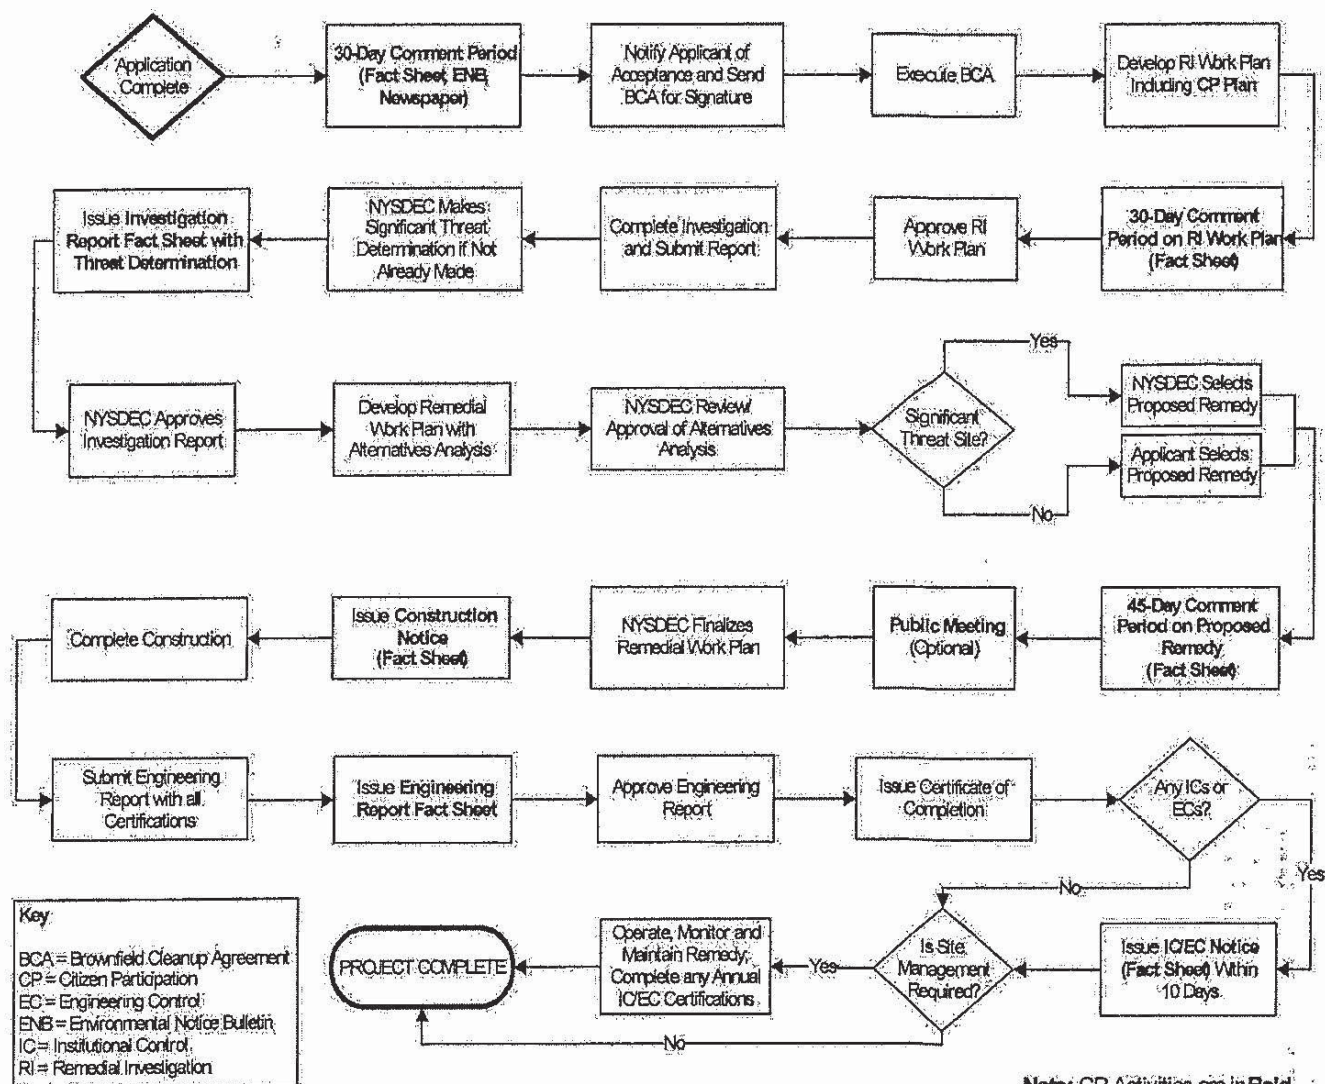 Application
Complete
30-Day Comment Period
(Fact Sheet, ENB,
Newspaper)
Notify Applicant of
Acceptance and Send
BCA for Signature
Execute BCA
Develop RI Work Plan
Including CP Plan
Issue Investigation
Report Fact Sheet with
Threat Determination
NYSDEC Makes
Significant Threat
Determination if Not
Already Made
Complete Investigation
and Submit Report
Approve RI
Work Plan
30-Day Comment
Period on RI Work Plan
(Fact Sheet)
NYSDEC Approves
Investigation Report
Develop Remedial
Work Plan with
Alternatives Analysis
NYSDEC Review/
Approval of Alternatives
Analysis
Significant
Threat Site?
Yes
NYSDEC Selects
Proposed Remedy
Applicant Selects
Proposed Remedy
No
Complete Construction
Issue Construction
Notice
(Fact Sheet)
NYSDEC Finalizes
Remedial Work Plan
Public Meeting
(Optional)
45-Day Comment
Period on Proposed
Remedy
(Fact Sheet)
Submit Engineering
Report with all
Certifications
Issue Engineering
Report Fact Sheet
Approve Engineering
Report
Issue Certificate of
Completion
Any ICs or
ECs?
Yes
No
PROJECT COMPLETE
Operate, Monitor and
Maintain Remedy;
Complete any Annual
IC/EC Certifications
Yes
Is Site
Management
Required?
Issue IC/EC Notice
(Fact Sheet) Within
10 Days
No
Key
BCA = Brownfield Cleanup Agreement
CP = Citizen Participation
EC = Engineering Control
ENB = Environmental Notice Bulletin
IC = Institutional Control
RI = Remedial Investigation
Note: CP Activities are in Bold